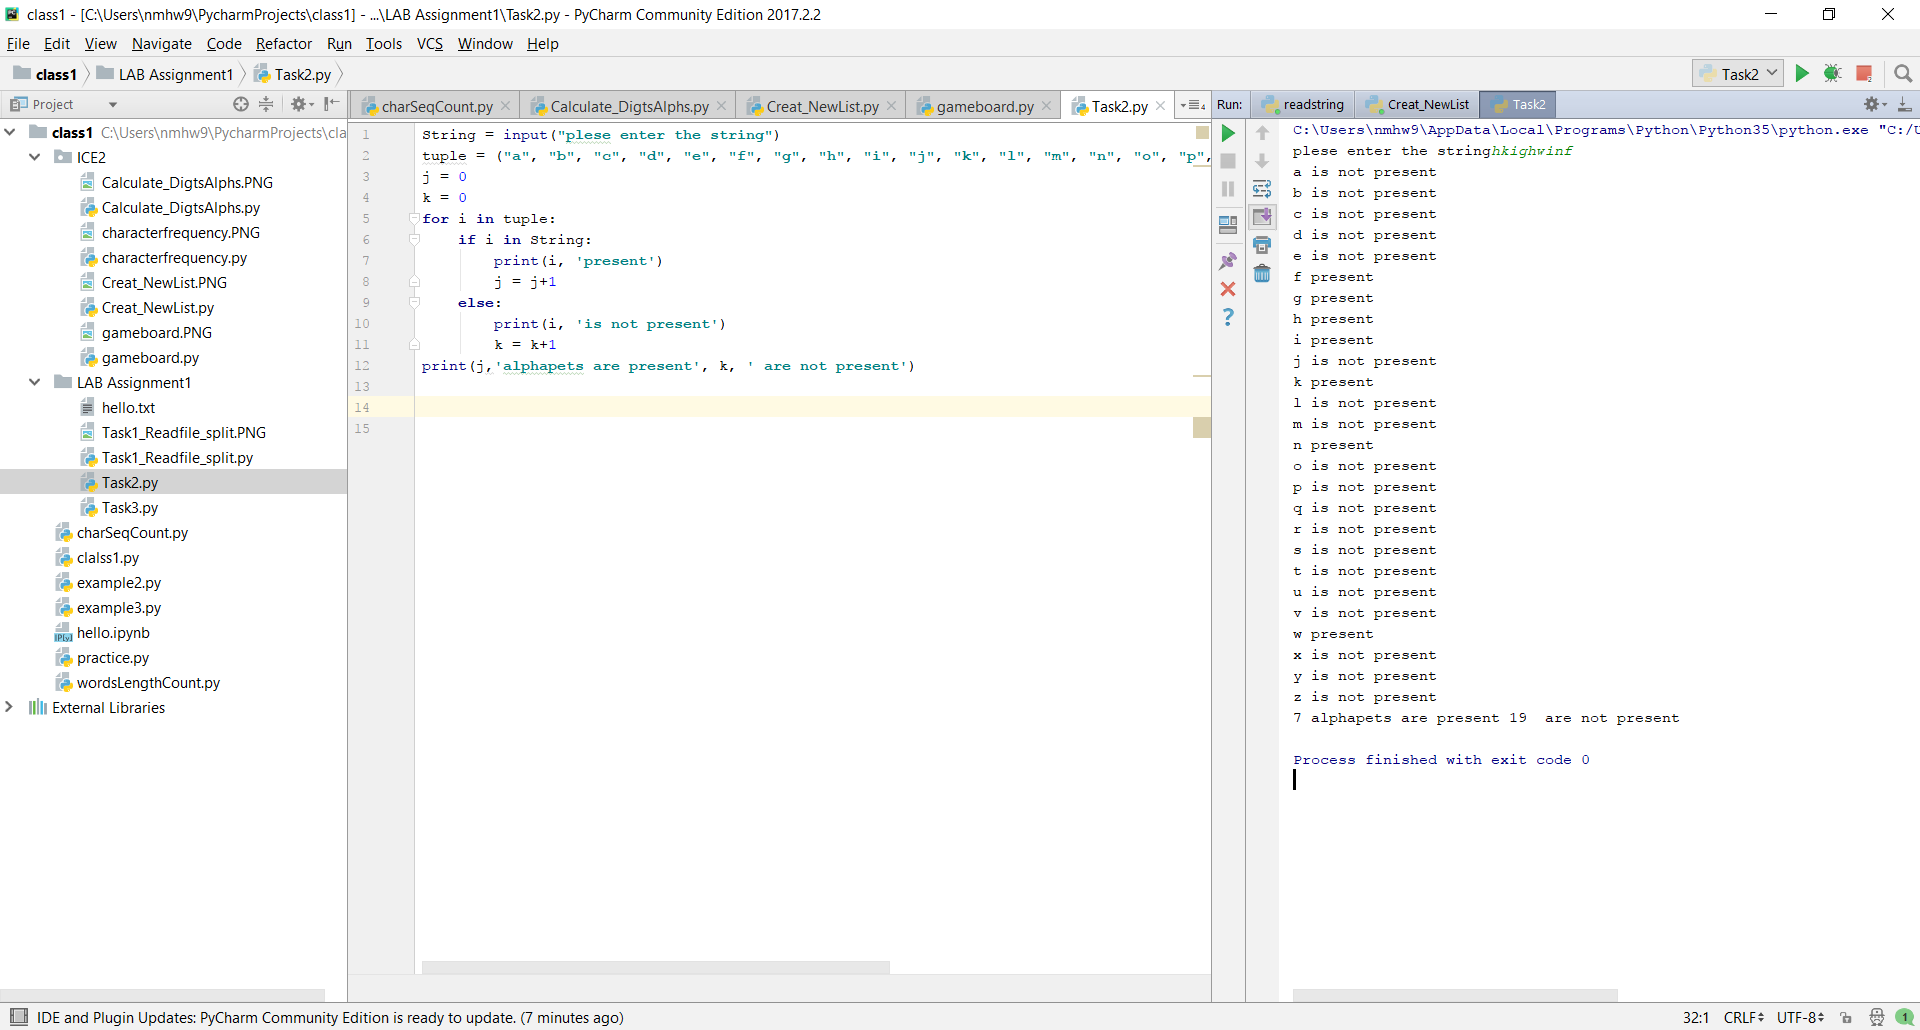 class1 - [C:\Users\nmhw9\PycharmProjects\class1] - ...\LAB Assignment1\Task2.py - PyCharm Community Edition 2017.2.2
File Edit View Navigate Code Refactor Run Tools VCS Window Help
class1 LAB Assignment1 Task2.py
Task2
Project
charSeqCount.py Calculate_DigtsAlphs.py Creat_NewList.py gameboard.py Task2.py
class1 C:\Users\nmhw9\PycharmProjects\cla
ICE2
Calculate_DigtsAlphs.PNG
Calculate_DigtsAlphs.py
characterfrequency.PNG
characterfrequency.py
Creat_NewList.PNG
Creat_NewList.py
gameboard.PNG
gameboard.py
LAB Assignment1
hello.txt
Task1_Readfile_split.PNG
Task1_Readfile_split.py
Task2.py
Task3.py
charSeqCount.py
clalss1.py
example2.py
example3.py
hello.ipynb
practice.py
wordsLengthCount.py
External Libraries
1 String = input("plese enter the string")
2 tuple = ("a", "b", "c", "d", "e", "f", "g", "h", "i", "j", "k", "l", "m", "n", "o", "p",
3 j = 0
4 k = 0
5 for i in tuple:
6 if i in String:
7 print(i, 'present')
8 j = j+1
9 else:
10 print(i, 'is not present')
11 k = k+1
12 print(j,'alphapets are present', k, ' are not present')
13
14
15
Run: readstring Creat_NewList Task2
C:\Users\nmhw9\AppData\Local\Programs\Python\Python35\python.exe "C:/U
plese enter the stringhkighwinf
a is not present
b is not present
c is not present
d is not present
e is not present
f present
g present
h present
i present
j is not present
k present
l is not present
m is not present
n present
o is not present
p is not present
q is not present
r is not present
s is not present
t is not present
u is not present
v is not present
w present
x is not present
y is not present
z is not present
7 alphapets are present 19  are not present
Process finished with exit code 0
IDE and Plugin Updates: PyCharm Community Edition is ready to update. (7 minutes ago)
32:1 CRLF UTF-8 1